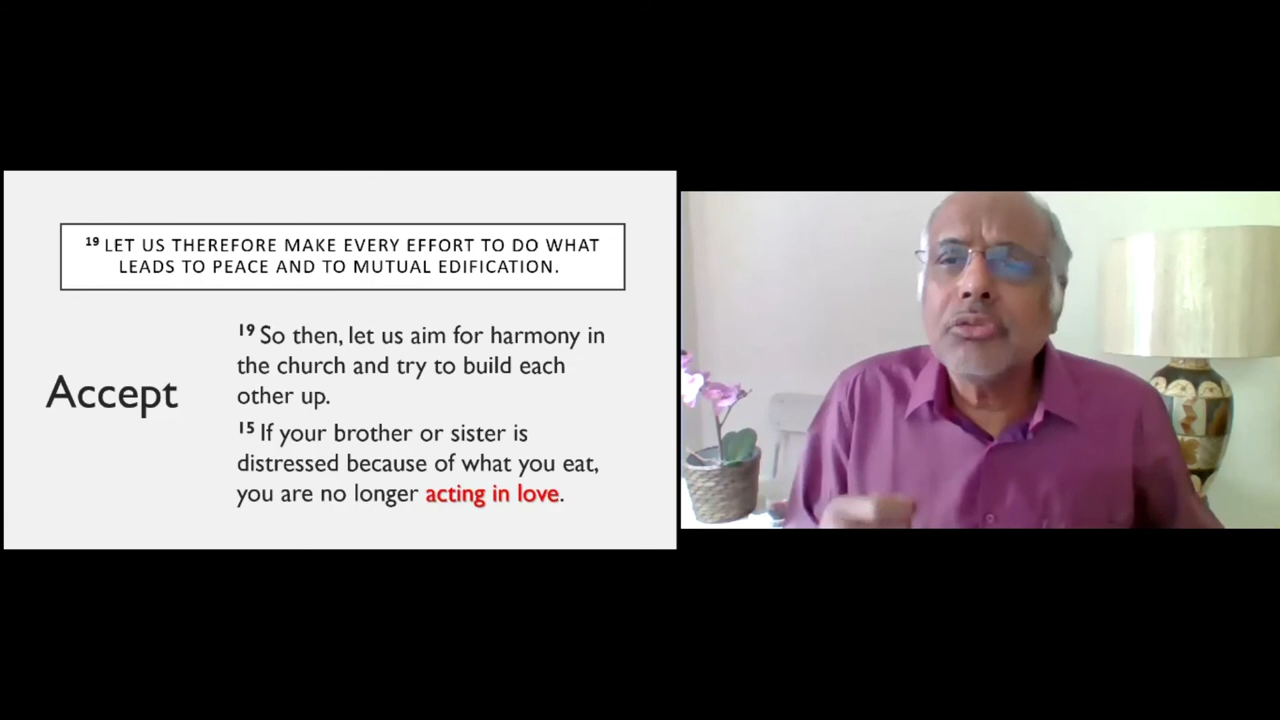 19 LET US THEREFORE MAKE EVERY EFFORT TO DO WHAT
LEADS TO PEACE AND TO MUTUAL EDIFICATION.
Accept
19 So then, let us aim for harmony in
the church and try to build each
other up.
15 If your brother or sister is
distressed because of what you eat,
you are no longer acting in love.